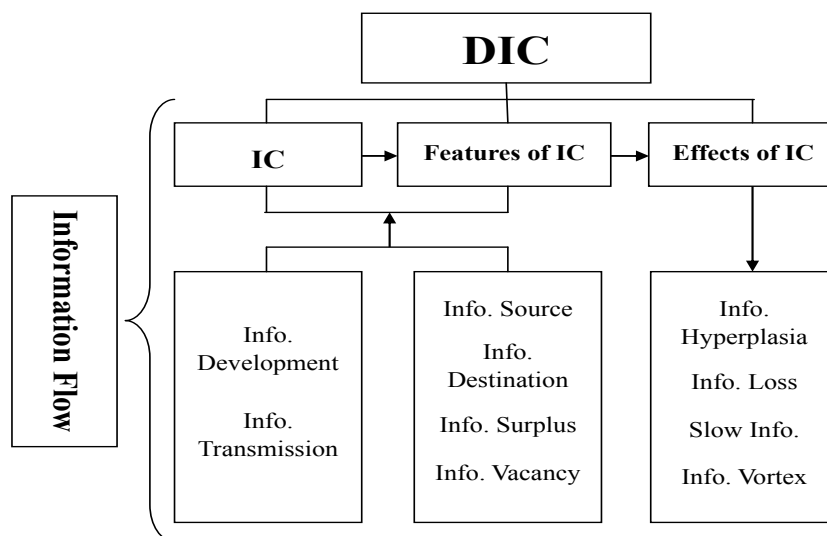 DIC
IC
Features of IC
Effects of IC
Information Flow
Info.
Development
Info.
Transmission
Info. Source
Info.
Destination
Info. Surplus
Info. Vacancy
Info.
Hyperplasia
Info. Loss
Slow Info.
Info. Vortex